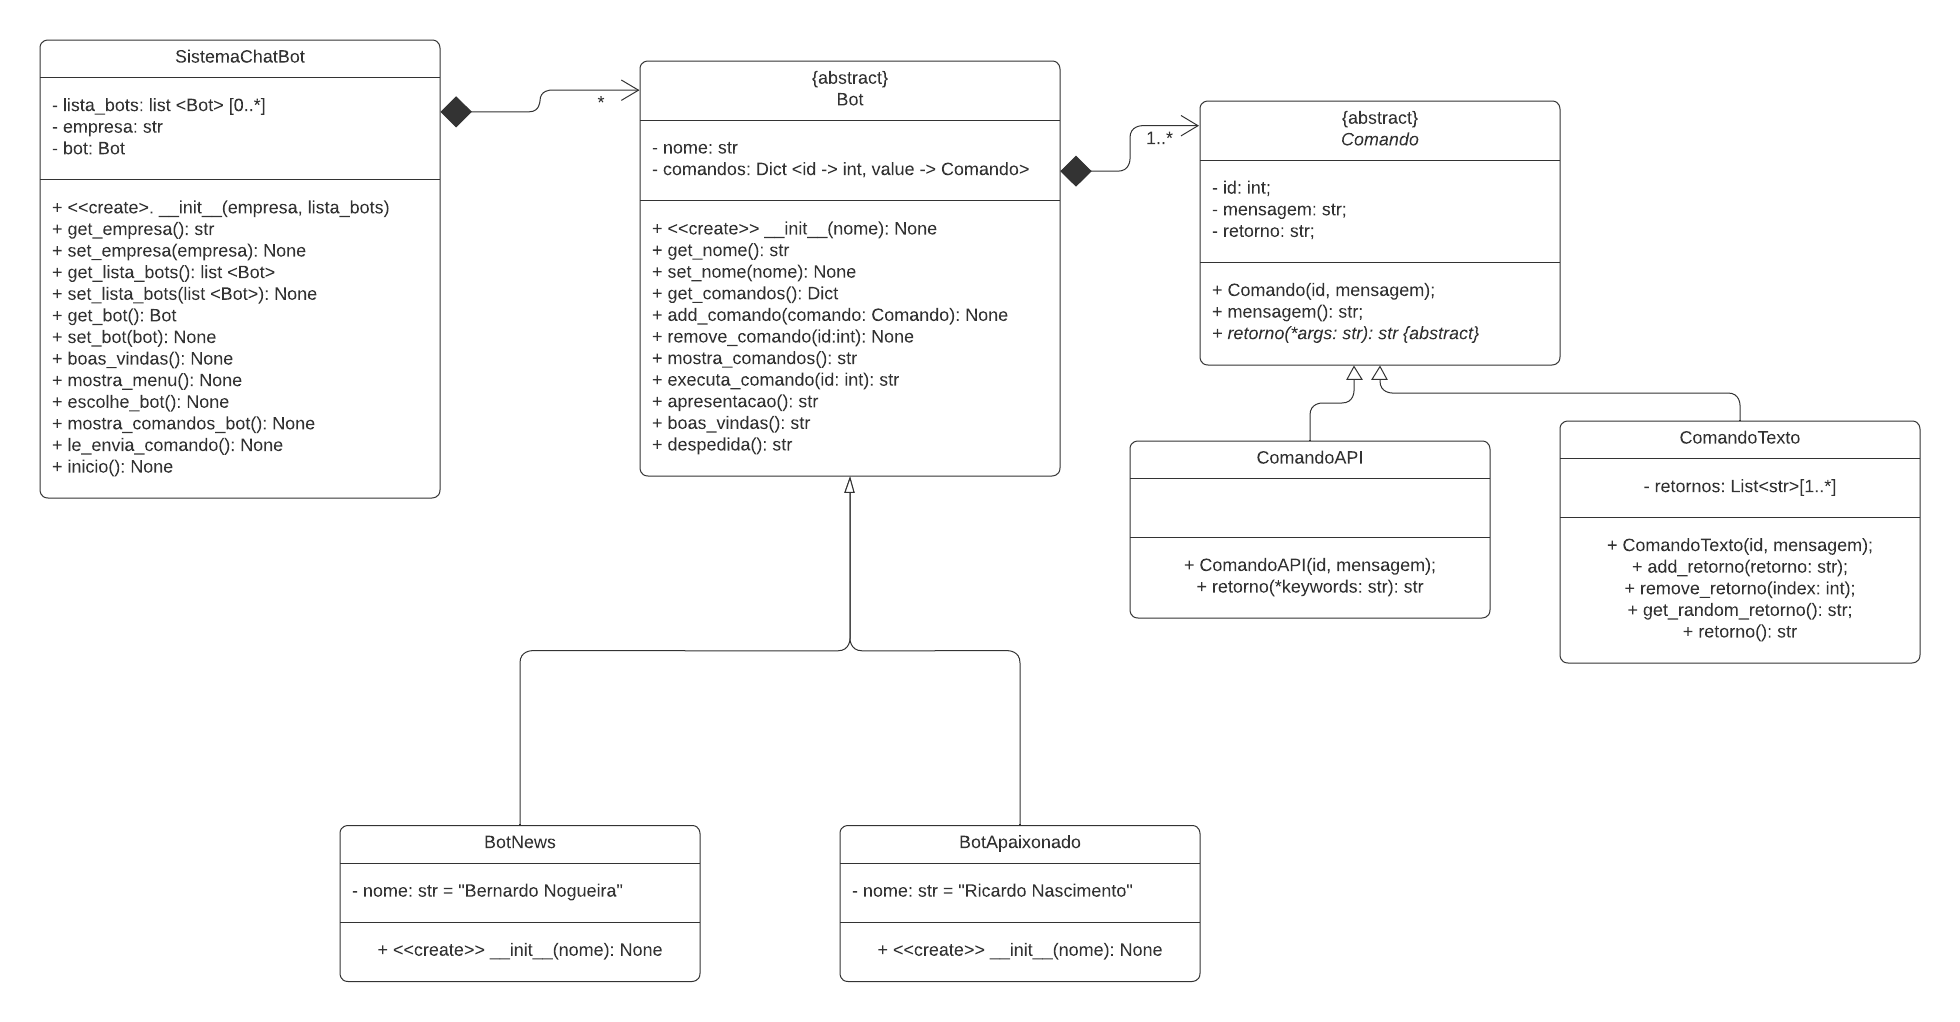 SistemaChatBot
- lista_bots: list <Bot> [0..*]
- empresa: str
- bot: Bot
+ <<create>. __init__(empresa, lista_bots)
+ get_empresa(): str
+ set_empresa(empresa): None
+ get_lista_bots(): list <Bot>
+ set_lista_bots(list <Bot>): None
+ get_bot(): Bot
+ set_bot(bot): None
+ boas_vindas(): None
+ mostra_menu(): None
+ escolhe_bot(): None
+ mostra_comandos_bot(): None
+ le_envia_comando(): None
+ inicio(): None
*
{abstract}
Bot
- nome: str
- comandos: Dict <id -> int, value -> Comando>
+ <<create>> __init__(nome): None
+ get_nome(): str
+ set_nome(nome): None
+ get_comandos(): Dict
+ add_comando(comando: Comando): None
+ remove_comando(id:int): None
+ mostra_comandos(): str
+ executa_comando(id: int): str
+ apresentacao(): str
+ boas_vindas(): str
+ despedida(): str
1..*
{abstract}
Comando
- id: int;
- mensagem: str;
- retorno: str;
+ Comando(id, mensagem);
+ mensagem(): str;
+ retorno(*args: str): str {abstract}
ComandoAPI
+ ComandoAPI(id, mensagem);
+ retorno(*keywords: str): str
ComandoTexto
- retornos: List<str>[1..*]
+ ComandoTexto(id, mensagem);
+ add_retorno(retorno: str);
+ remove_retorno(index: int);
+ get_random_retorno(): str;
+ retorno(): str
BotNews
- nome: str = "Bernardo Nogueira"
+ <<create>> __init__(nome): None
BotApaixonado
- nome: str = "Ricardo Nascimento"
+ <<create>> __init__(nome): None